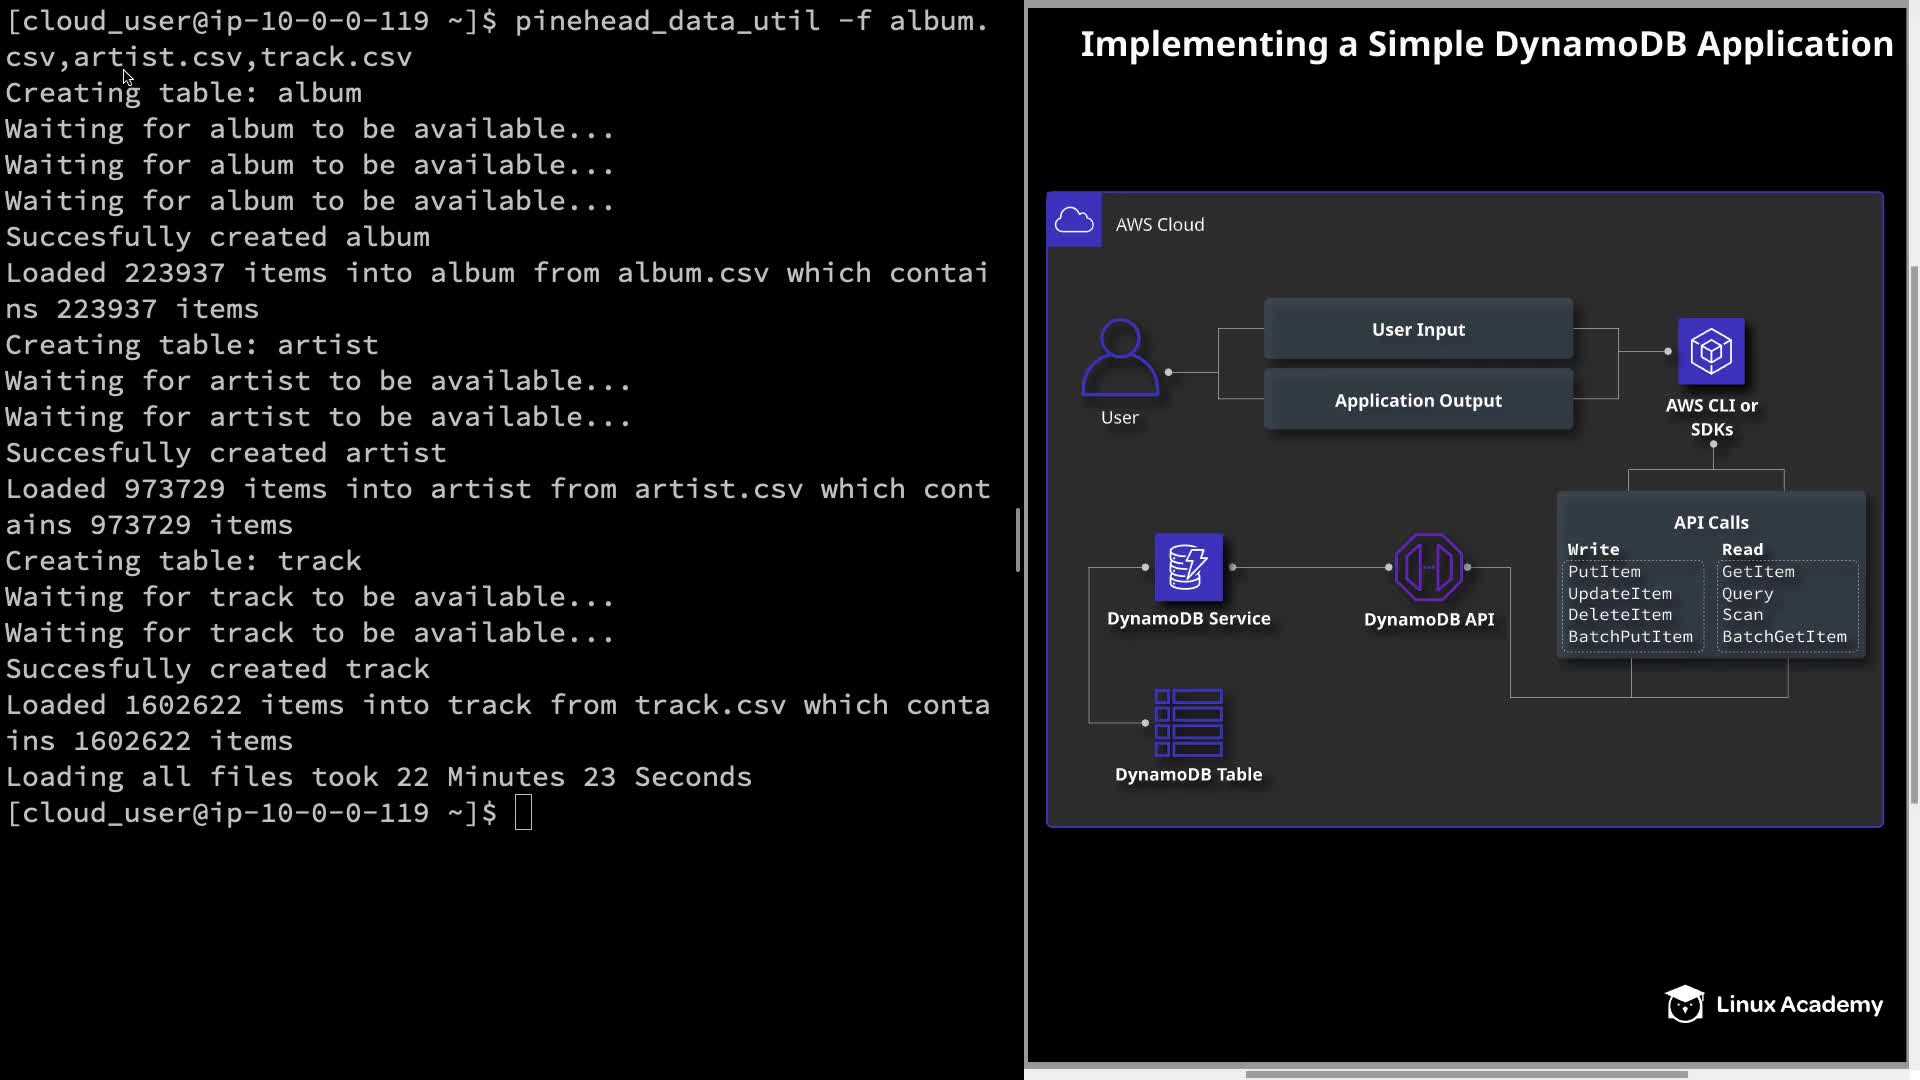 [cloud_user@ip-10-0-0-119 ~]$ pinehead_data_util -f album.
csv,artist.csv,track.csv
Creating table: album
Waiting for album to be available...
Waiting for album to be available...
Waiting for album to be available...
Succesfully created album
Loaded 223937 items into album from album.csv which contai
ns 223937 items
Creating table: artist
Waiting for artist to be available...
Waiting for artist to be available...
Succesfully created artist
Loaded 973729 items into artist from artist.csv which cont
ains 973729 items
Creating table: track
Waiting for track to be available...
Waiting for track to be available...
Succesfully created track
Loaded 1602622 items into track from track.csv which conta
ins 1602622 items
Loading all files took 22 Minutes 23 Seconds
[cloud_user@ip-10-0-0-119 ~]$
Implementing a Simple DynamoDB Application
AWS Cloud
User Input
Application Output
User
AWS CLI or
SDKs
API Calls
Write
PutItem
UpdateItem
DeleteItem
BatchPutItem
Read
GetItem
Query
Scan
BatchGetItem
DynamoDB Service
DynamoDB API
DynamoDB Table
Linux Academy